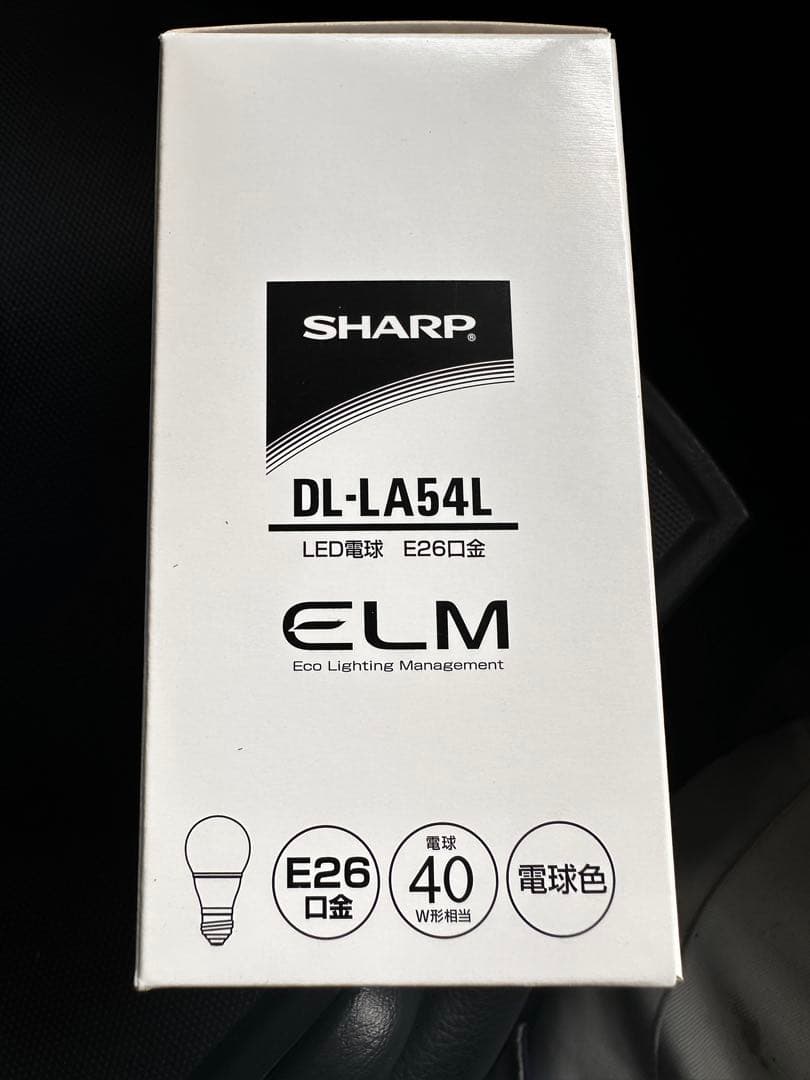 SHARP®
DL-LA54L
LED電球 E26口金
ELM
Eco Lighting Management
E26
口金
電球
40
W形相当
電球色